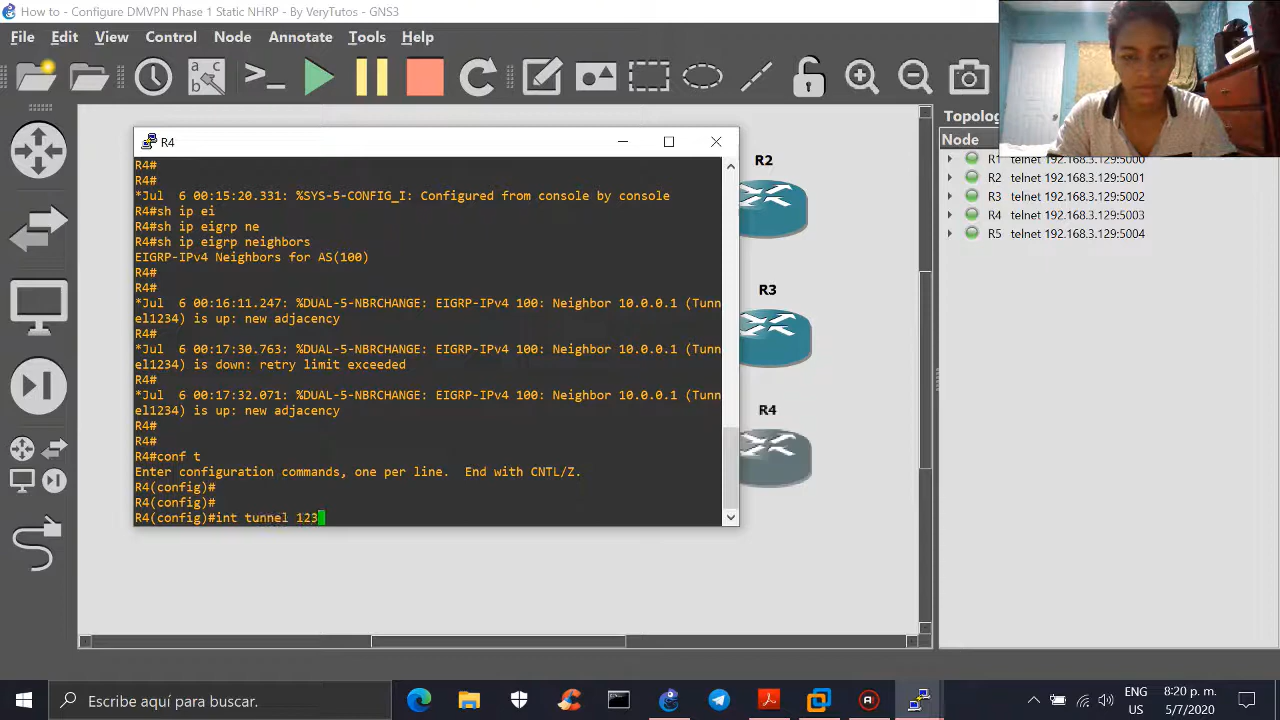 How to - Configure DMVPN Phase 1 Static NHRP - By VeryTutos - GNS3
File Edit View Control Node Annotate Tools Help
R4
R4#
R4#
*Jul  6 00:15:20.331: %SYS-5-CONFIG_I: Configured from console by console
R4#sh ip ei
R4#sh ip eigrp ne
R4#sh ip eigrp neighbors
EIGRP-IPv4 Neighbors for AS(100)
R4#
R4#
*Jul  6 00:16:11.247: %DUAL-5-NBRCHANGE: EIGRP-IPv4 100: Neighbor 10.0.0.1 (Tunn
el1234) is up: new adjacency
R4#
*Jul  6 00:17:30.763: %DUAL-5-NBRCHANGE: EIGRP-IPv4 100: Neighbor 10.0.0.1 (Tunn
el1234) is down: retry limit exceeded
R4#
*Jul  6 00:17:32.071: %DUAL-5-NBRCHANGE: EIGRP-IPv4 100: Neighbor 10.0.0.1 (Tunn
el1234) is up: new adjacency
R4#
R4#
R4#conf t
Enter configuration commands, one per line.  End with CNTL/Z.
R4(config)#
R4(config)#
R4(config)#int tunnel 123
R2
R3
R4
Node
R1 telnet 192.168.3.129:5000
R2 telnet 192.168.3.129:5001
R3 telnet 192.168.3.129:5002
R4 telnet 192.168.3.129:5003
R5 telnet 192.168.3.129:5004
Escribe aquí para buscar.
ENG
US
8:20 p. m.
5/7/2020